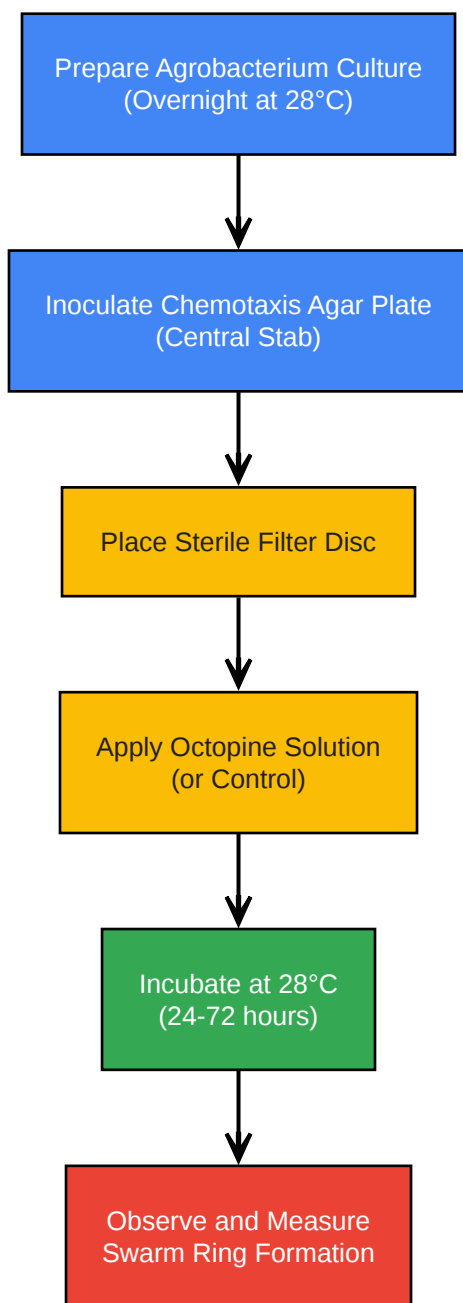 Prepare Agrobacterium Culture
(Overnight at 28°C)
Inoculate Chemotaxis Agar Plate
(Central Stab)
Place Sterile Filter Disc
Apply Octopine Solution
(or Control)
Incubate at 28°C
(24-72 hours)
Observe and Measure
Swarm Ring Formation